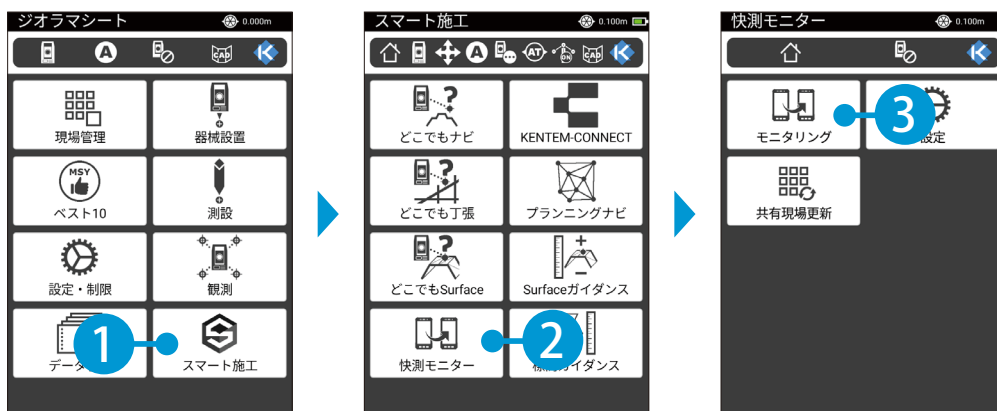 ジオラマシート
0.000m
A
CAD
現場管理
器械設置
MSY
ベスト10
測設
設定・制限
観測
データ
1
スマート施工
スマート施工
0.100m
A
AT
DN
CAD
?
どこでもナビ
KENTEM-CONNECT
?
どこでも丁張
プランニングナビ
?
どこでもSurface
Surfaceガイダンス
2
快測モニター
ガイダンス
快測モニター
0.100m
3
モニタリング
設定
共有現場更新